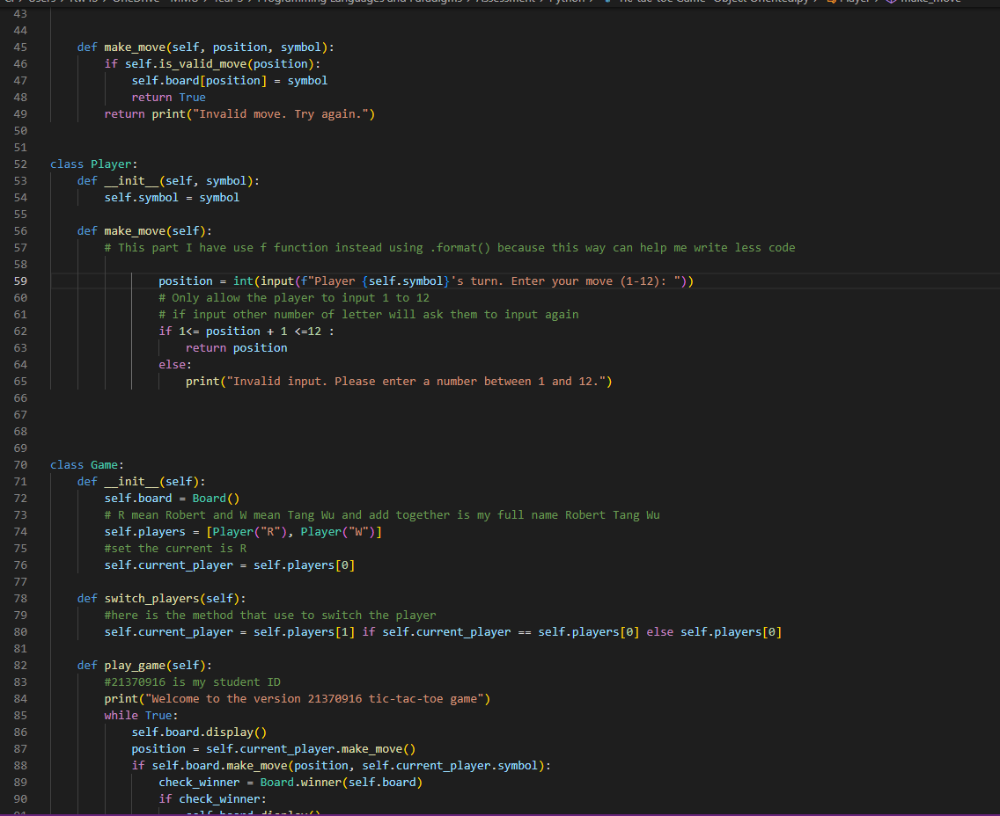 Programming Languages and Paradigms > Assessment > Python > Tic-tac-toe Game - Object Oriented.py > Player > make_move
43
44
45 def make_move(self, position, symbol):
46 if self.is_valid_move(position):
47 self.board[position] = symbol
48 return True
49 return print("Invalid move. Try again.")
50
51
52 class Player:
53 def __init__(self, symbol):
54 self.symbol = symbol
55
56 def make_move(self):
57 # This part I have use f function instead using .format() because this way can help me write less code
58
59 position = int(input(f"Player {self.symbol}'s turn. Enter your move (1-12): "))
60 # Only allow the player to input 1 to 12
61 # if input other number of letter will ask them to input again
62 if 1<= position + 1 <=12 :
63 return position
64 else:
65 print("Invalid input. Please enter a number between 1 and 12.")
66
67
68
69
70 class Game:
71 def __init__(self):
72 self.board = Board()
73 # R mean Robert and W mean Tang Wu and add together is my full name Robert Tang Wu
74 self.players = [Player("R"), Player("W")]
75 #set the current is R
76 self.current_player = self.players[0]
77
78 def switch_players(self):
79 #here is the method that use to switch the player
80 self.current_player = self.players[1] if self.current_player == self.players[0] else self.players[0]
81
82 def play_game(self):
83 #21370916 is my student ID
84 print("Welcome to the version 21370916 tic-tac-toe game")
85 while True:
86 self.board.display()
87 position = self.current_player.make_move()
88 if self.board.make_move(position, self.current_player.symbol):
89 check_winner = Board.winner(self.board)
90 if check_winner:
91 self.board.display()